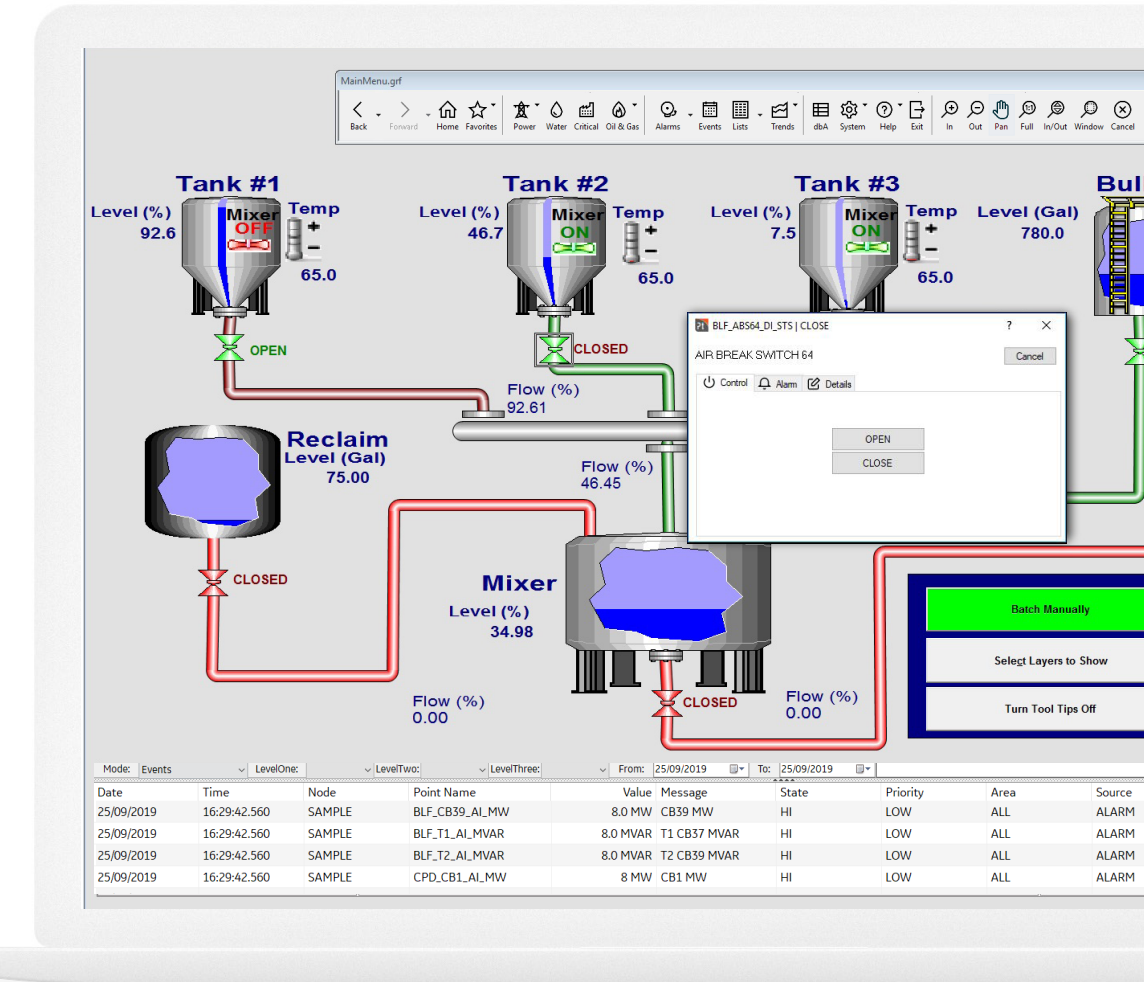 MainMenu.grf
Back Forward Home Favorites Power Water Critical Oil & Gas Alarms Events Lists Trends dbA System Help Exit In Out Pan Full In/Out Window Cancel
1:1
Tank #1 Tank #2 Tank #3 Bul
Level (%) Mixer Temp Level (%) Mixer Temp Level (%) Mixer Temp Level (Gal)
92.6 OFF + 46.7 ON + 7.5 ON + 780.0
− − −
65.0 65.0 65.0
OPEN
CLOSED
BLF_ABS64_DI_STS | CLOSE ? X
AIR BREAK SWITCH 64 Cancel
Control Alarm Details
OPEN
CLOSE
Flow (%)
92.61
Reclaim
Level (Gal)
75.00
Flow (%)
46.45
CLOSED
Mixer
Level (%)
34.98
Flow (%)
0.00
CLOSED
Flow (%)
0.00
Batch Manually
Select Layers to Show
Turn Tool Tips Off
Mode: Events LevelOne: LevelTwo: LevelThree: From: 25/09/2019 To: 25/09/2019
Date Time Node Point Name Value Message State Priority Area Source
25/09/2019 16:29:42.560 SAMPLE BLF_CB39_AI_MW 8.0 MW CB39 MW HI LOW ALL ALARM
25/09/2019 16:29:42.560 SAMPLE BLF_T1_AI_MVAR 8.0 MVAR T1 CB37 MVAR HI LOW ALL ALARM
25/09/2019 16:29:42.560 SAMPLE BLF_T2_AI_MVAR 8.0 MVAR T2 CB39 MVAR HI LOW ALL ALARM
25/09/2019 16:29:42.560 SAMPLE CPD_CB1_AI_MW 8 MW CB1 MW HI LOW ALL ALARM